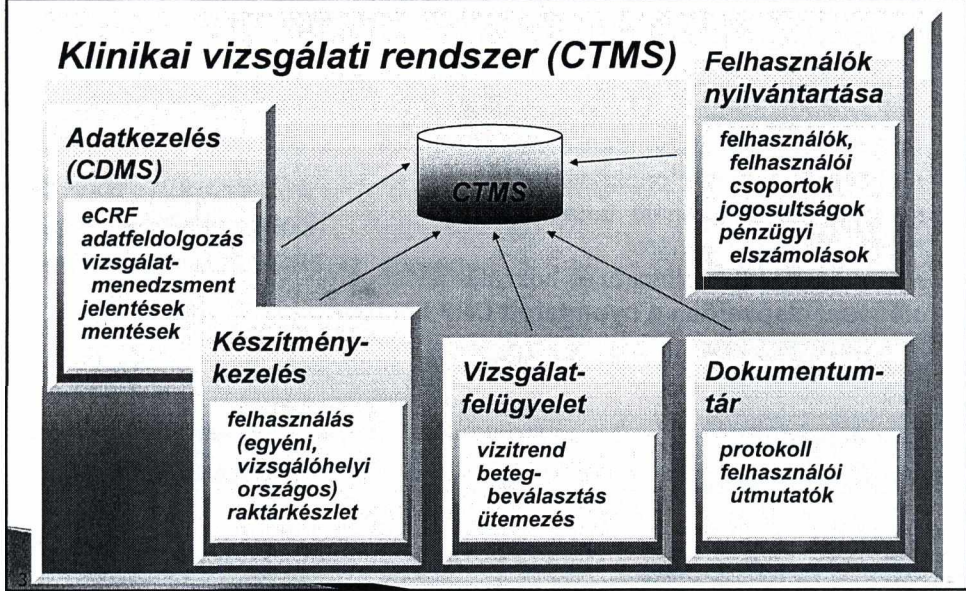 Klinikai vizsgálati rendszer (CTMS)
Adatkezelés
(CDMS)
eCRF
adatfeldolgozás
vizsgálat-
menedzsment
jelentések
mentések
CTMS
Felhasználók
nyilvántartása
felhasználók,
felhasználói
csoportok
jogosultságok
pénzügyi
elszámolások
Készítmény-
kezelés
felhasználás
(egyéni,
vizsgálóhelyi
országos)
raktárkészlet
Vizsgálat-
felügyelet
vizitrend
beteg-
beválasztás
ütemezés
Dokumentum-
tár
protokoll
felhasználói
útmutatók
3